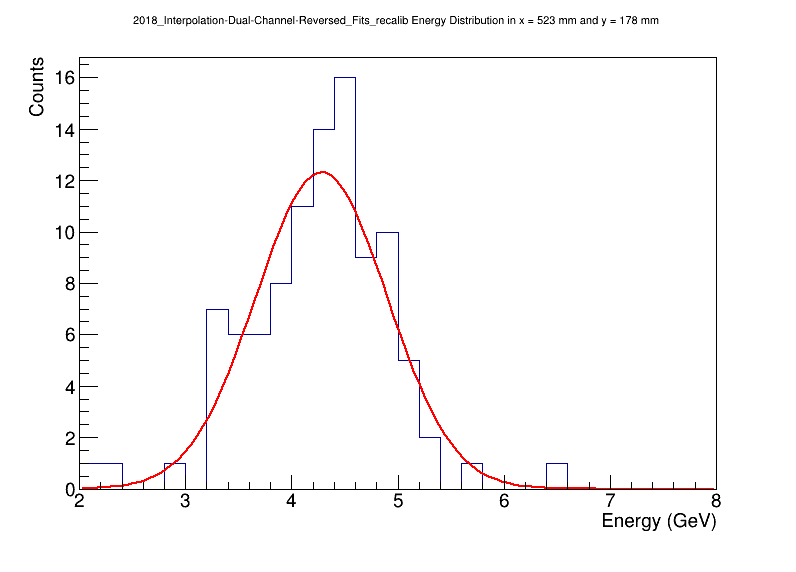 2018_Interpolation-Dual-Channel-Reversed_Fits_recalib Energy Distribution in x = 523 mm and y = 178 mm
Counts
16
14
12
10
8
6
4
2
0
2 3 4 5 6 7 8
Energy (GeV)